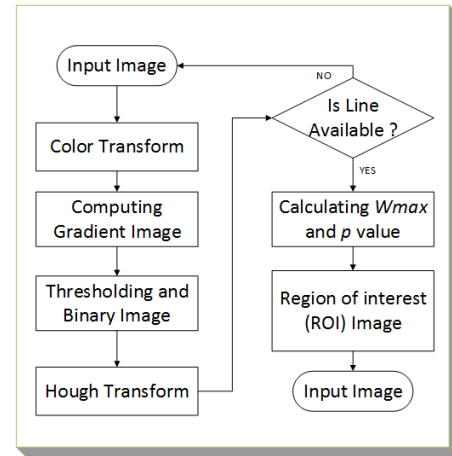 Input Image
Color Transform
Computing
Gradient Image
Thresholding and
Binary Image
Hough Transform
NO
Is Line
Available ?
YES
Calculating Wmax
and p value
Region of interest
(ROI) Image
Input Image